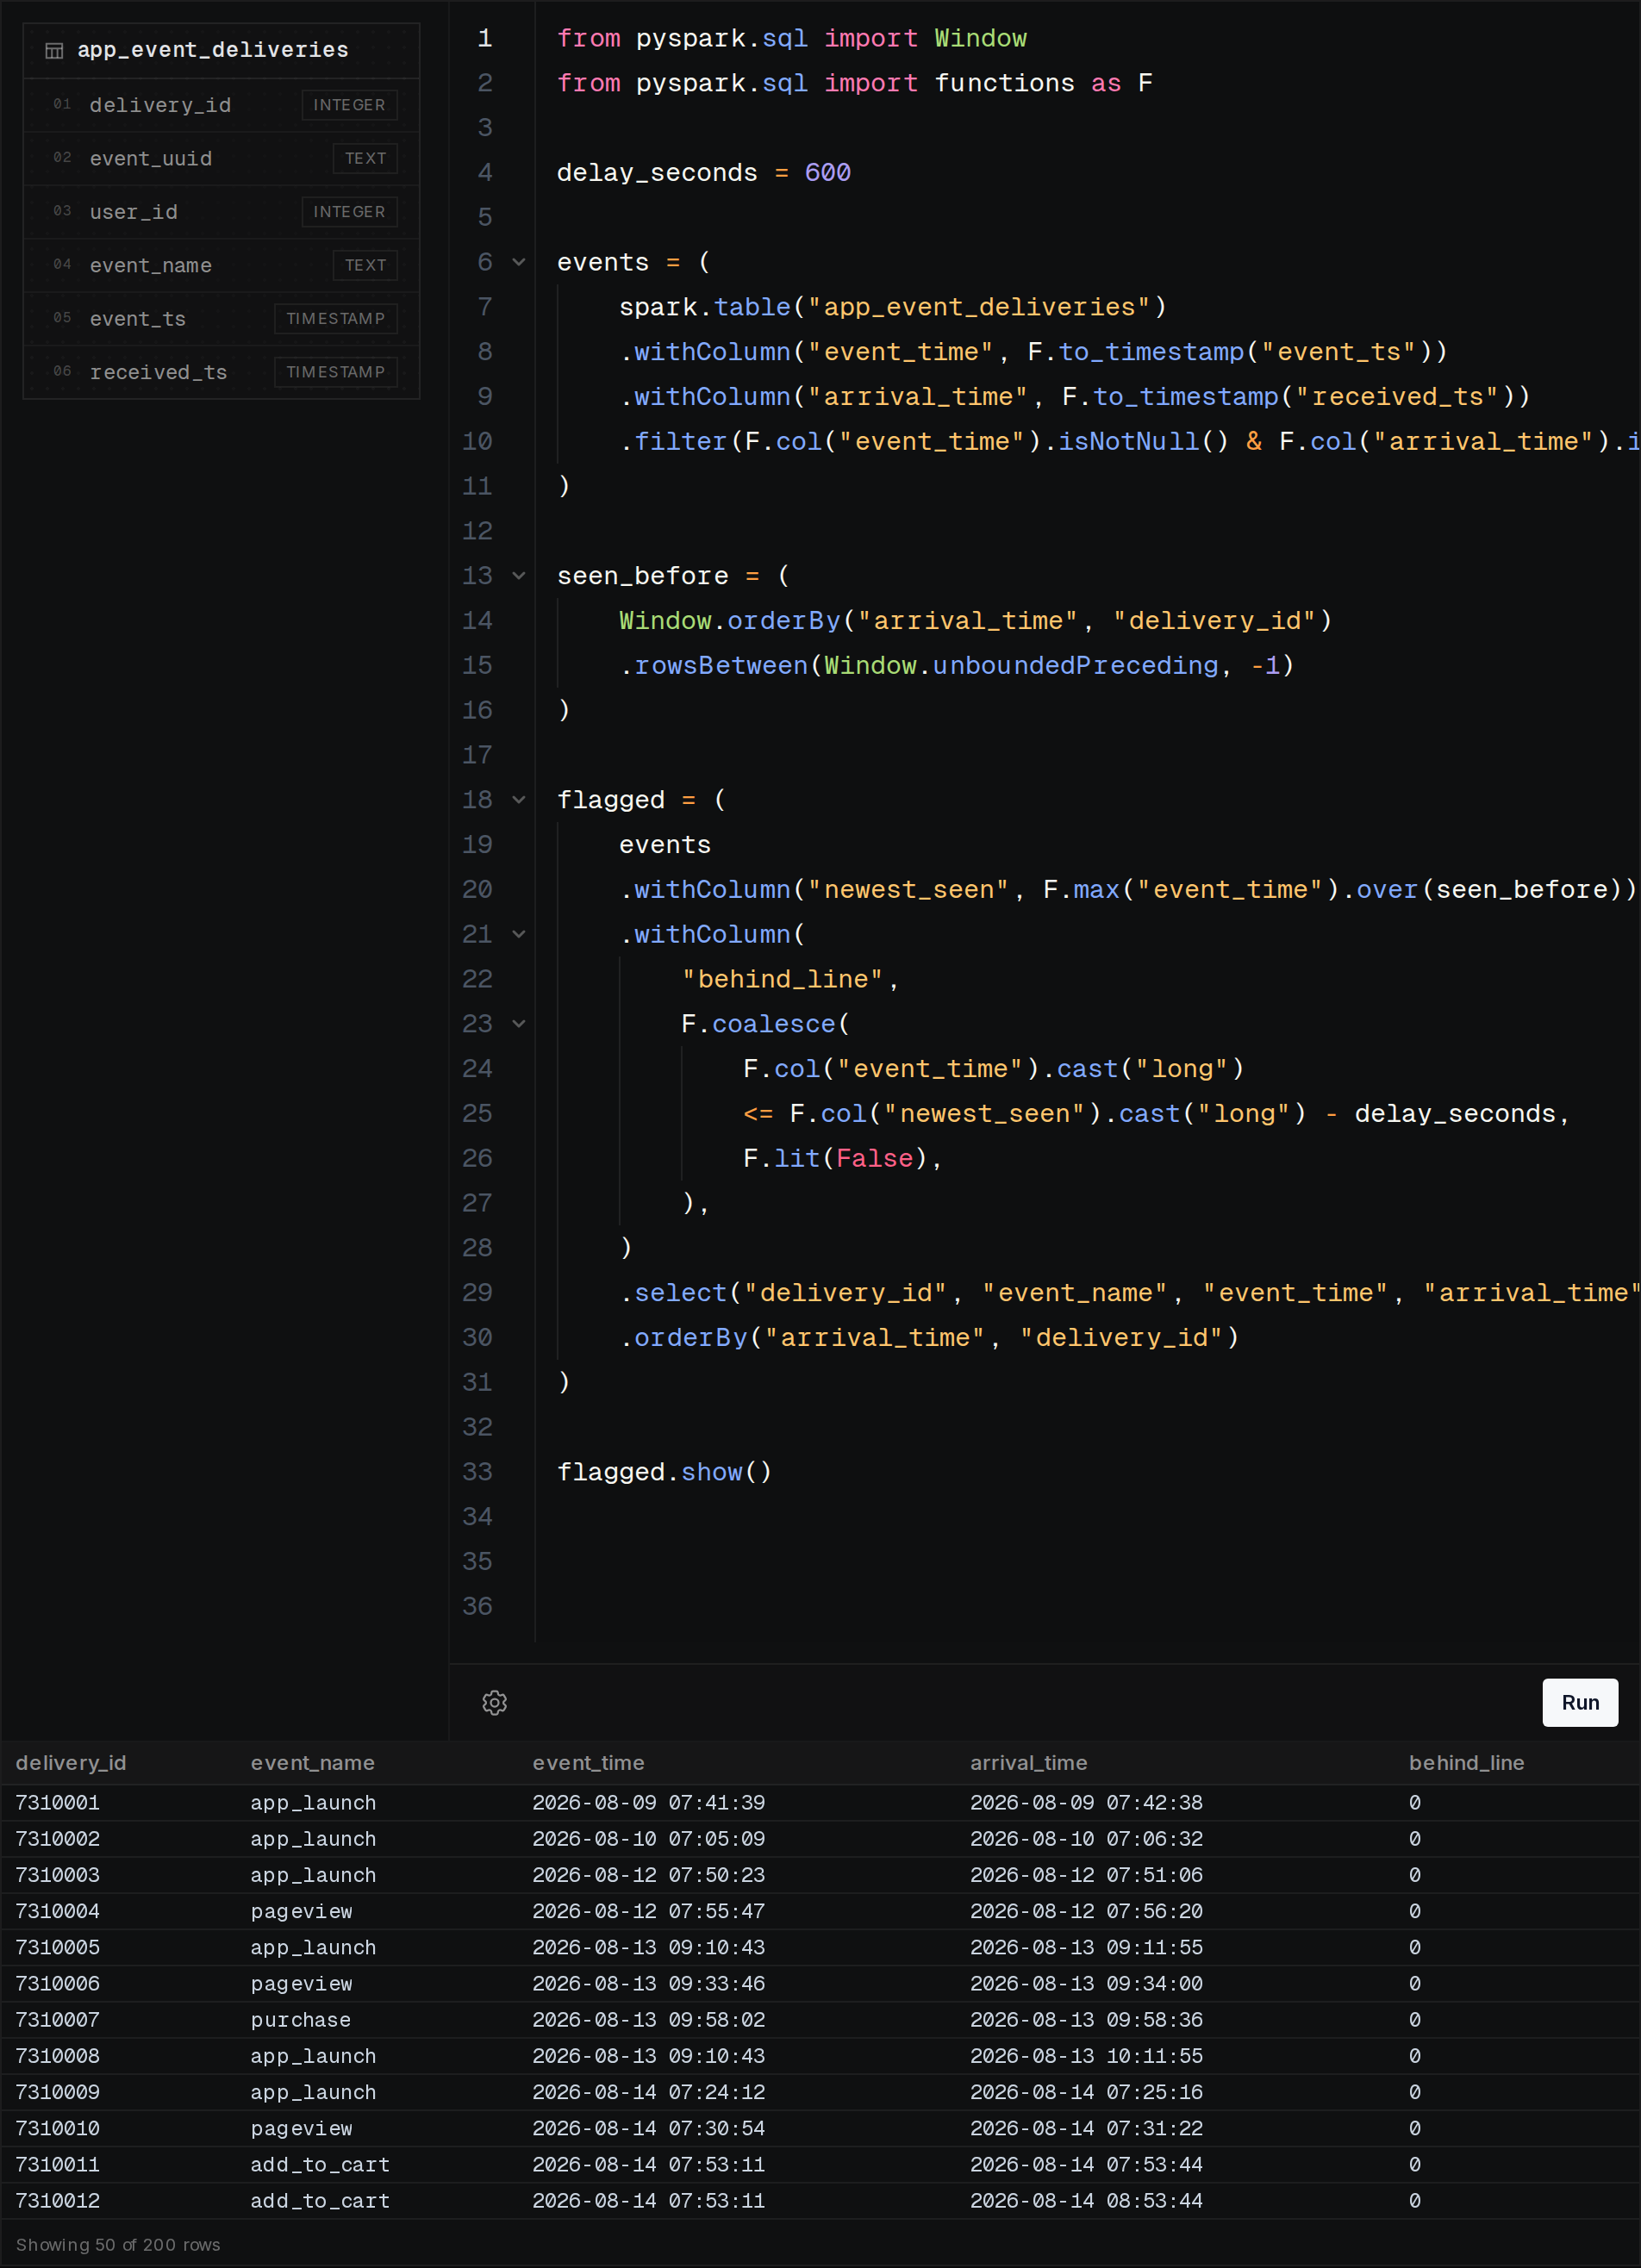 app_event_deliveries
01 delivery_id INTEGER
02 event_uuid TEXT
03 user_id INTEGER
04 event_name TEXT
05 event_ts TIMESTAMP
06 received_ts TIMESTAMP
1 from pyspark.sql import Window
2 from pyspark.sql import functions as F
3
4 delay_seconds = 600
5
6 events = (
7     spark.table("app_event_deliveries")
8     .withColumn("event_time", F.to_timestamp("event_ts"))
9     .withColumn("arrival_time", F.to_timestamp("received_ts"))
10     .filter(F.col("event_time").isNotNull() & F.col("arrival_time").i
11 )
12
13 seen_before = (
14     Window.orderBy("arrival_time", "delivery_id")
15     .rowsBetween(Window.unboundedPreceding, -1)
16 )
17
18 flagged = (
19     events
20     .withColumn("newest_seen", F.max("event_time").over(seen_before))
21     .withColumn(
22         "behind_line",
23         F.coalesce(
24             F.col("event_time").cast("long")
25             <= F.col("newest_seen").cast("long") - delay_seconds,
26             F.lit(False),
27         ),
28     )
29     .select("delivery_id", "event_name", "event_time", "arrival_time"
30     .orderBy("arrival_time", "delivery_id")
31 )
32
33 flagged.show()
34
35
36
Run
delivery_id event_name event_time arrival_time behind_line
7310001 app_launch 2026-08-09 07:41:39 2026-08-09 07:42:38 0
7310002 app_launch 2026-08-10 07:05:09 2026-08-10 07:06:32 0
7310003 app_launch 2026-08-12 07:50:23 2026-08-12 07:51:06 0
7310004 pageview 2026-08-12 07:55:47 2026-08-12 07:56:20 0
7310005 app_launch 2026-08-13 09:10:43 2026-08-13 09:11:55 0
7310006 pageview 2026-08-13 09:33:46 2026-08-13 09:34:00 0
7310007 purchase 2026-08-13 09:58:02 2026-08-13 09:58:36 0
7310008 app_launch 2026-08-13 09:10:43 2026-08-13 10:11:55 0
7310009 app_launch 2026-08-14 07:24:12 2026-08-14 07:25:16 0
7310010 pageview 2026-08-14 07:30:54 2026-08-14 07:31:22 0
7310011 add_to_cart 2026-08-14 07:53:11 2026-08-14 07:53:44 0
7310012 add_to_cart 2026-08-14 07:53:11 2026-08-14 08:53:44 0
Showing 50 of 200 rows